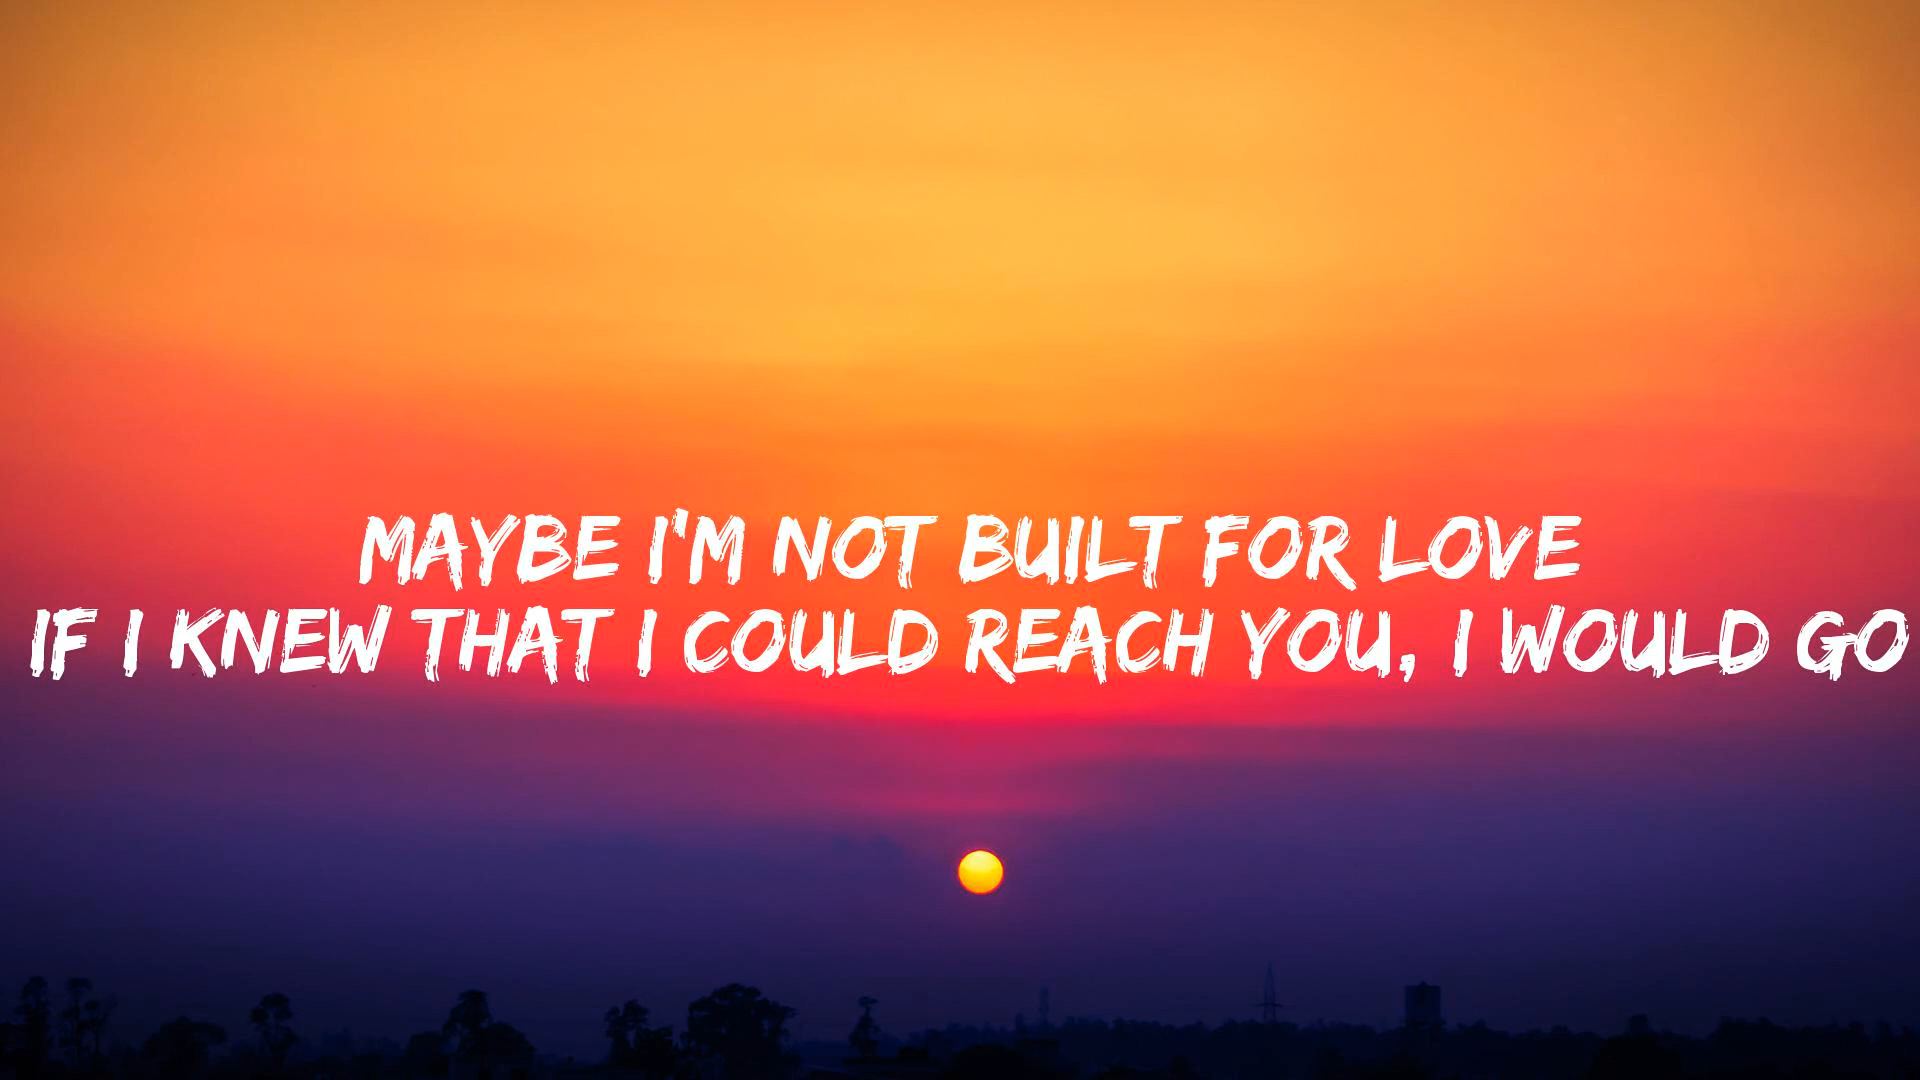 MAYBE I'M NOT BUILT FOR LOVE
IF I KNEW THAT I COULD REACH YOU, I WOULD GO